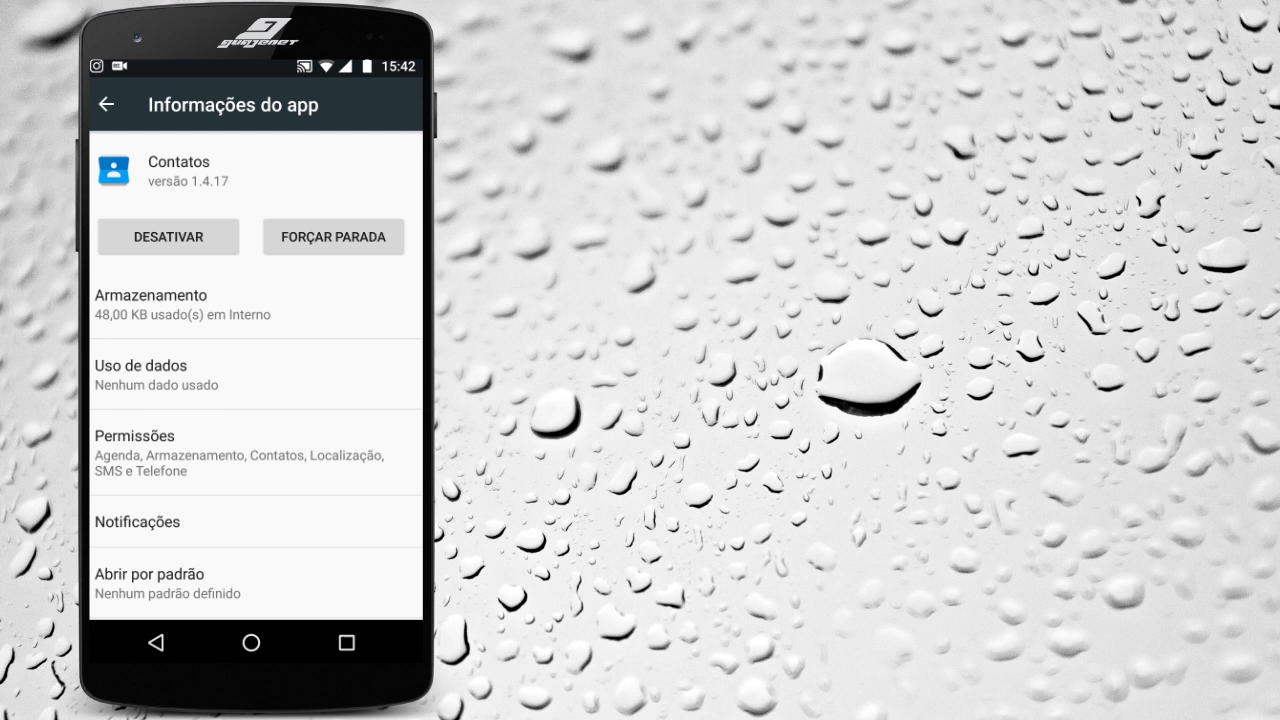 GUAJENET
15:42
Informações do app
Contatos
versão 1.4.17
DESATIVAR
FORÇAR PARADA
Armazenamento
48,00 KB usado(s) em Interno
Uso de dados
Nenhum dado usado
Permissões
Agenda, Armazenamento, Contatos, Localização,
SMS e Telefone
Notificações
Abrir por padrão
Nenhum padrão definido